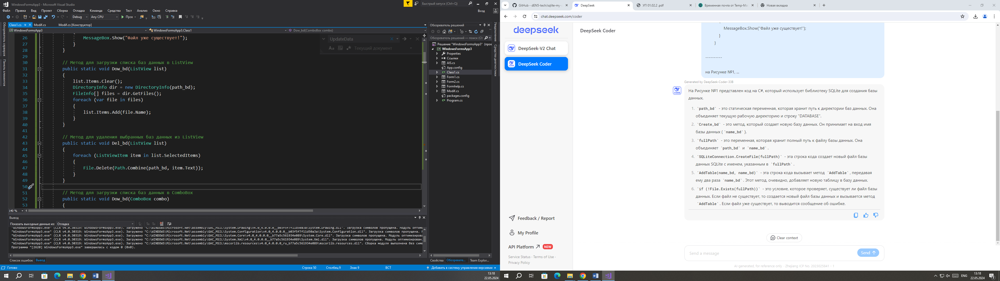 WindowsFormsApp3 - Microsoft Visual Studio
Быстрый запуск (Ctrl+Q)
Файл Правка Вид Проект Сборка Отладка Команда Средства Тест Анализ Окно Справка
Вход
Debug Any CPU Пуск
Class1.cs Modif.cs Modif.cs [Конструктор]
WindowsFormsApp3 WindowsFormsApp3.Class1 Dow_bd(ComboBox combo)
Обозреватель серверов
Панель элементов
UpdateData
Текущий документ
26 MessageBox.Show("Файл уже существует!");
27 }
28 }
29
30 // Метод для загрузки списка баз данных в ListView
31 public static void Dow_bd(ListView list)
32 {
33 list.Items.Clear();
34 DirectoryInfo dir = new DirectoryInfo(path_bd);
35 FileInfo[] files = dir.GetFiles();
36 foreach (var file in files)
37 {
38 list.Items.Add(file.Name);
39 }
40 }
41
42 // Метод для удаления выбранных баз данных из ListView
43 public static void Del_bd(ListView list)
44 {
45 foreach (ListViewItem item in list.SelectedItems)
46 {
47 File.Delete(Path.Combine(path_bd, item.Text));
48 }
49 }
50
51 // Метод для загрузки списка баз данных в ComboBox
52 public static void Dow_bd(ComboBox combo)
53 {
140 %
Вывод
Показать выходные данные из: Отладка
"WindowsFormsApp3.exe" (CLR v4.0.30319: WindowsFormsApp3.exe). Загружено "C:\WINDOWS\Microsoft.Net\assembly\GAC_MSIL\System.Drawing\v4.0_4.0.0.0__b03f5f7f11d50a3a\System.Drawing.dll". Загрузка символов пропущена. Модуль оптим
"WindowsFormsApp3.exe" (CLR v4.0.30319: WindowsFormsApp3.exe). Загружено "C:\WINDOWS\Microsoft.Net\assembly\GAC_MSIL\System.Configuration\v4.0_4.0.0.0__b03f5f7f11d50a3a\System.Configuration.dll". Загрузка символов пропущена.
"WindowsFormsApp3.exe" (CLR v4.0.30319: WindowsFormsApp3.exe). Загружено "C:\WINDOWS\Microsoft.Net\assembly\GAC_MSIL\System.Core\v4.0_4.0.0.0__b77a5c561934e089\System.Core.dll". Загрузка символов пропущена. Модуль оптимизирова
"WindowsFormsApp3.exe" (CLR v4.0.30319: WindowsFormsApp3.exe). Загружено "C:\WINDOWS\Microsoft.Net\assembly\GAC_MSIL\System.Xml\v4.0_4.0.0.0__b77a5c561934e089\System.Xml.dll". Загрузка символов пропущена. Модуль оптимизирован,
"WindowsFormsApp3.exe" (CLR v4.0.30319: WindowsFormsApp3.exe). Загружено "C:\WINDOWS\Microsoft.Net\assembly\GAC_MSIL\mscorlib.resources\v4.0_4.0.0.0_ru_b77a5c561934e089\mscorlib.resources.dll". Сборка модуля выполнена без сим
Программа "[2620] WindowsFormsApp3.exe" завершилась с кодом 0 (0x0).
Список ошибок Вывод
Готово Строка 50 Столбец 9 Знак 9 ВСТ Добавить в систему управления версиями
Обозреватель решений
Обозреватель решений — поиск (Ct
Решение "WindowsFormsApp3" (прое
WindowsFormsApp3
Properties
Ссылки
AIS.cs
App.config
Class1.cs
Form1.cs
Form2.cs
Formhelp.cs
Modif.cs
packages.config
Program.cs
Свойства Обозревате... Team Explor...
Уведомления
Средства диагностики
13:18
22.05.2024
GitHub - dEN5-tech/sqlite-my- DeepSeek УП 01.02.2 .pdf Временная почта от Temp-Ma Новая вкладка
chat.deepseek.com/coder
deepseek
DeepSeek-V2 Chat
DeepSeek Coder
Feedback / Report
My Profile
API Platform NEW
Service Status · Terms of Use ·
Privacy Policy
DeepSeek Coder
MessageBox.Show("Файл уже существует!");
}
}
----------
на Рисунке №1, ...
Generated by DeepSeek-Coder-338
На Рисунке №1 представлен код на C#, который использует библиотеку SQLite для создания базы
данных.
1. `path_bd` - это статическая переменная, которая хранит путь к директории баз данных. Она
объединяет текущую рабочую директорию и строку "DATABASE".
2. `Create_bd` - это метод, который создает новую базу данных. Он принимает на вход имя
базы данных (`name_bd`).
3. `fullPath` - это переменная, которая хранит полный путь к файлу базы данных. Она
объединяет `path_bd` и `name_bd`.
4. `SQLiteConnection.CreateFile(fullPath)` - эта строка кода создает новый файл базы
данных SQLite с именем, указанным в `fullPath`.
5. `AddTable(name_bd, name_bd)` - эта строка кода вызывает метод `AddTable`, передавая
ему два раза `name_bd`. Этот метод, очевидно, добавляет новую таблицу в базу данных.
6. `if (!File.Exists(fullPath))` - это условие, которое проверяет, существует ли файл базы
данных. Если файл не существует, то создается новый файл базы данных и вызывается метод
`AddTable`. Если файл уже существует, то выводится сообщение об ошибке.
Clear context
Send a message
Send
AI-generated, for reference only · Zhejiang ICP No. 2023025841 · 1
ENG
13:18
22.05.2024